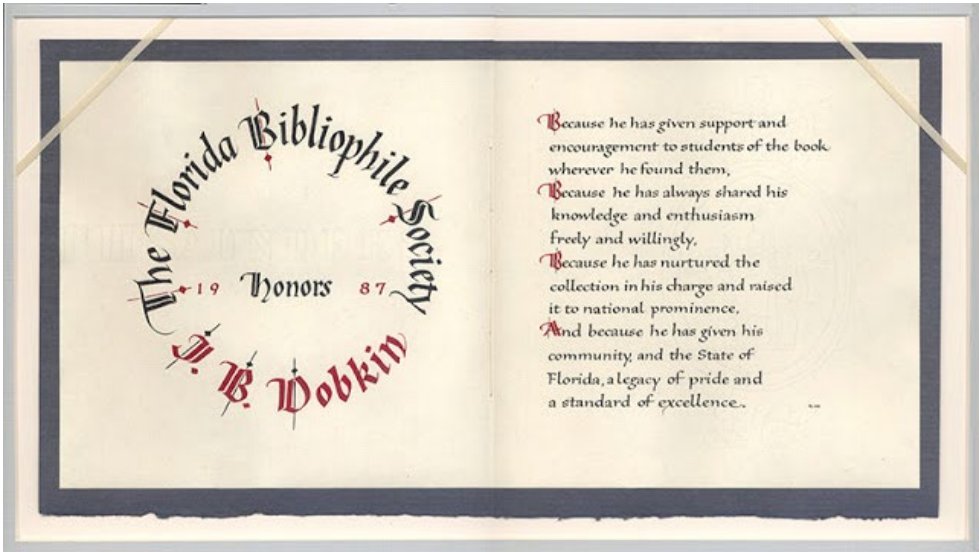 The Florida Bibliophile Society
19 Honors 87
J. B. Dobkin
Because he has given support and
encouragement to students of the book
wherever he found them,
Because he has always shared his
knowledge and enthusiasm
freely and willingly,
Because he has nurtured the
collection in his charge and raised
it to national prominence,
And because he has given his
community, and the State of
Florida, a legacy of pride and
a standard of excellence.